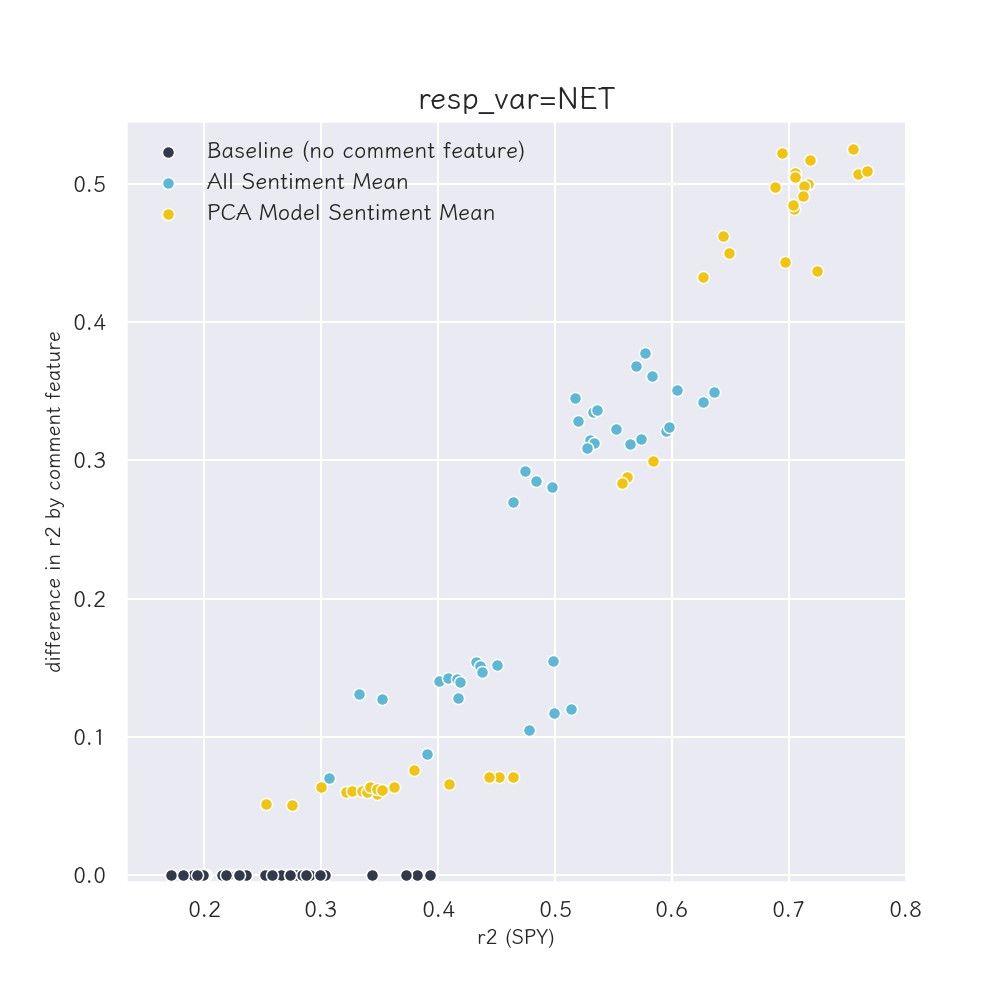 resp_var=NET
Baseline (no comment feature)
All Sentiment Mean
PCA Model Sentiment Mean
difference in r2 by comment feature
0.5
0.4
0.3
0.2
0.1
0.0
0.2 0.3 0.4 0.5 0.6 0.7 0.8
r2 (SPY)